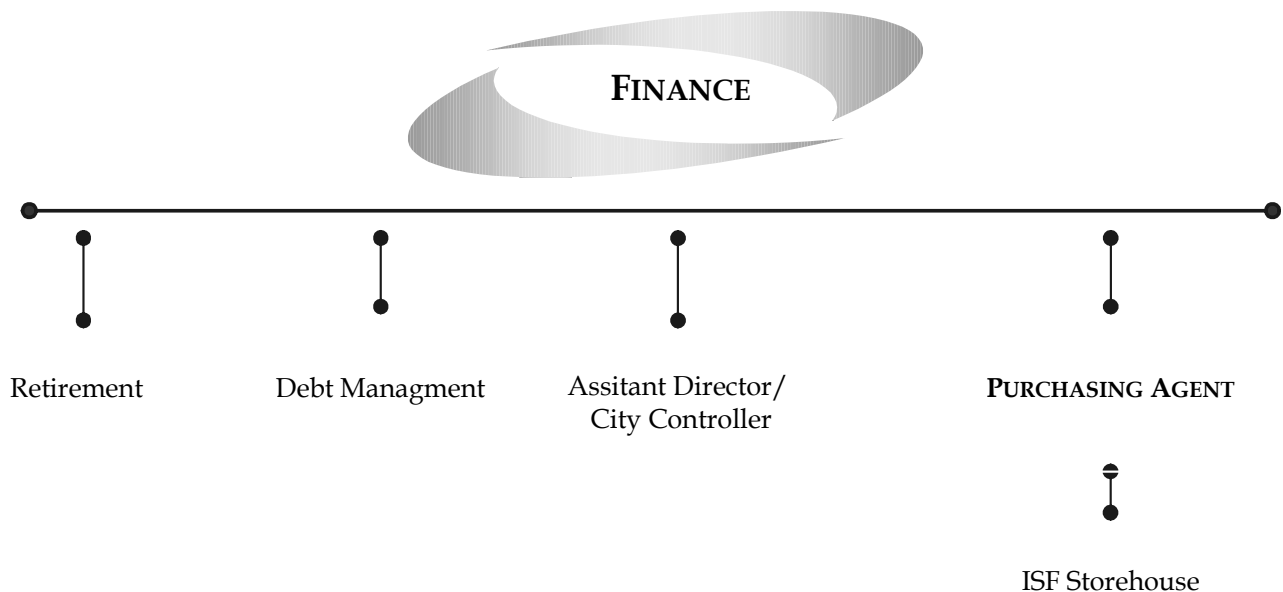 FINANCE
Retirement
Debt Managment
Assitant Director/
City Controller
PURCHASING AGENT
ISF Storehouse